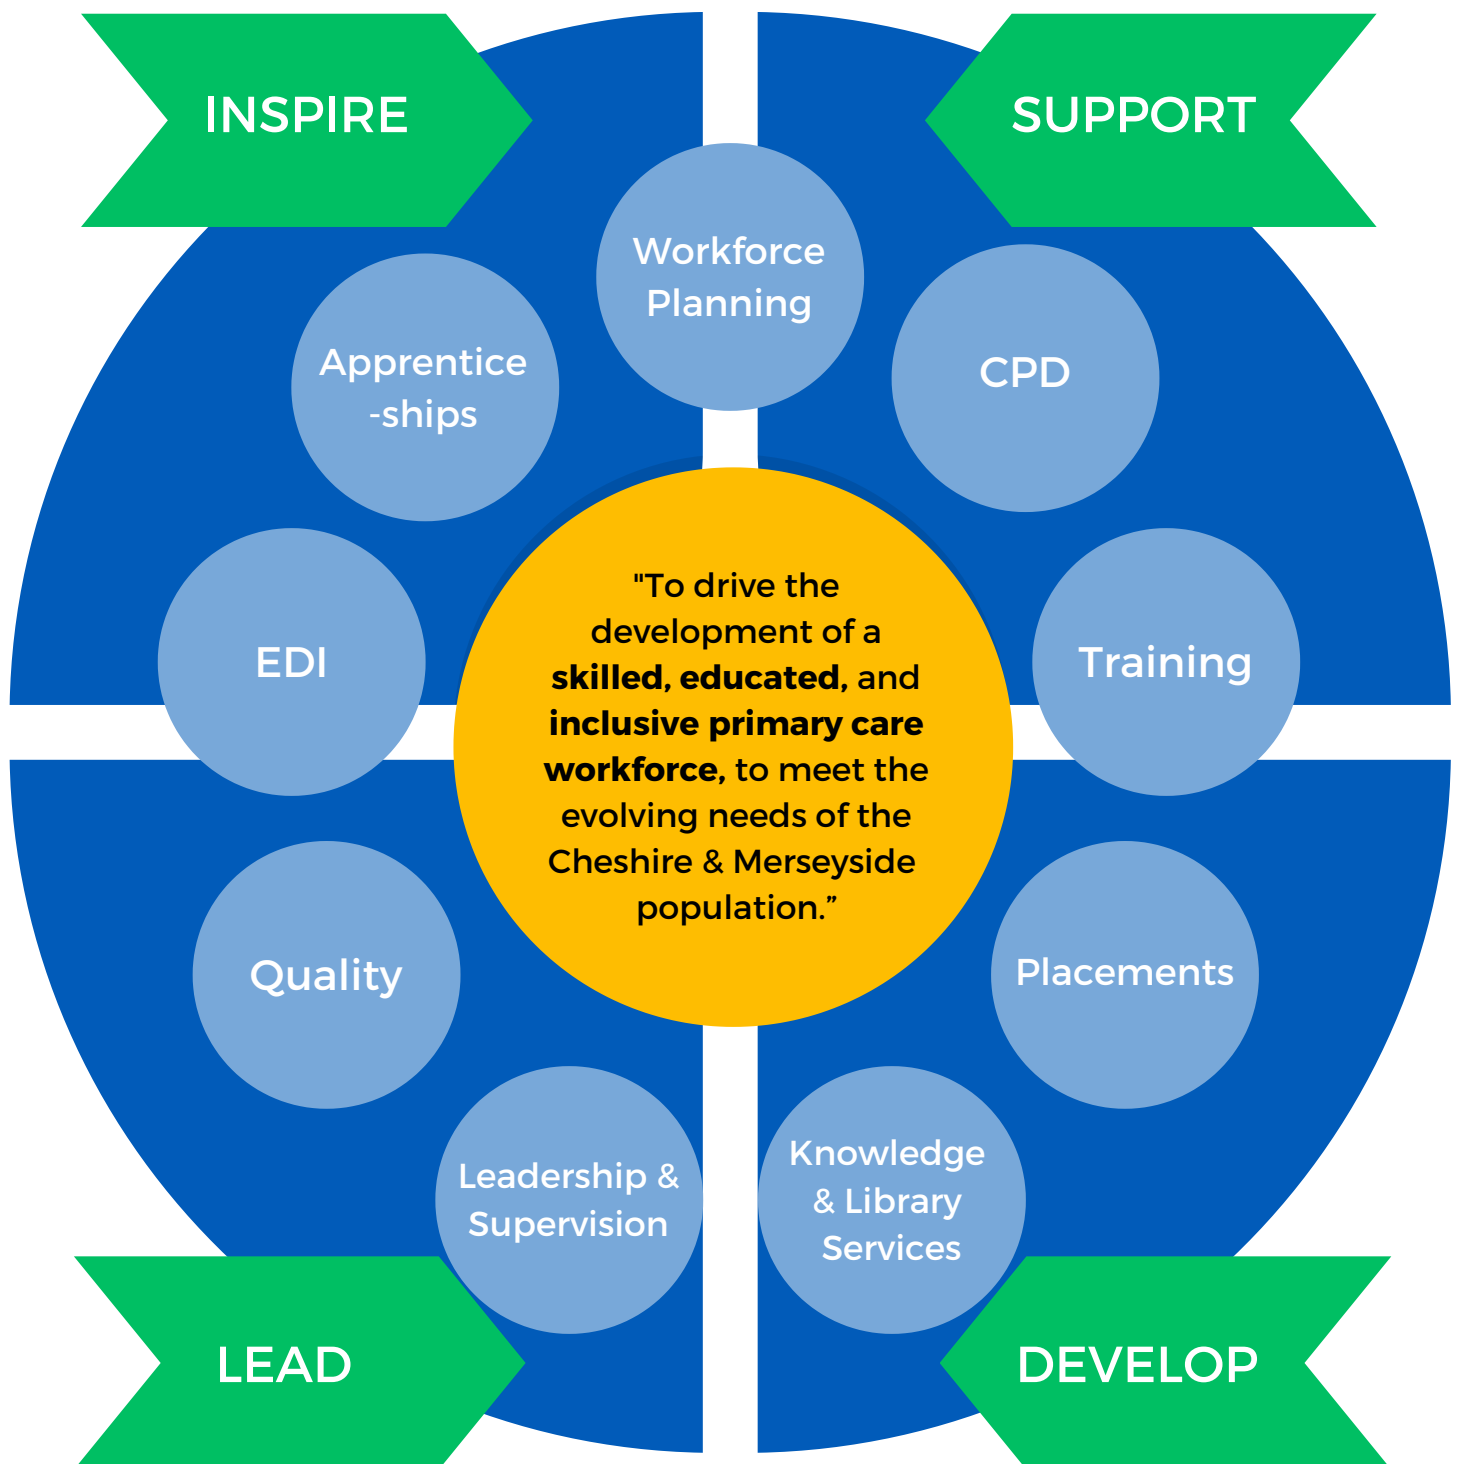 INSPIRE
SUPPORT
Workforce
Planning
Apprentice
-ships
CPD
EDI
Training
"To drive the
development of a
skilled, educated, and
inclusive primary care
workforce, to meet the
evolving needs of the
Cheshire & Merseyside
population.”
Quality
Placements
Leadership &
Supervision
Knowledge
& Library
Services
LEAD
DEVELOP